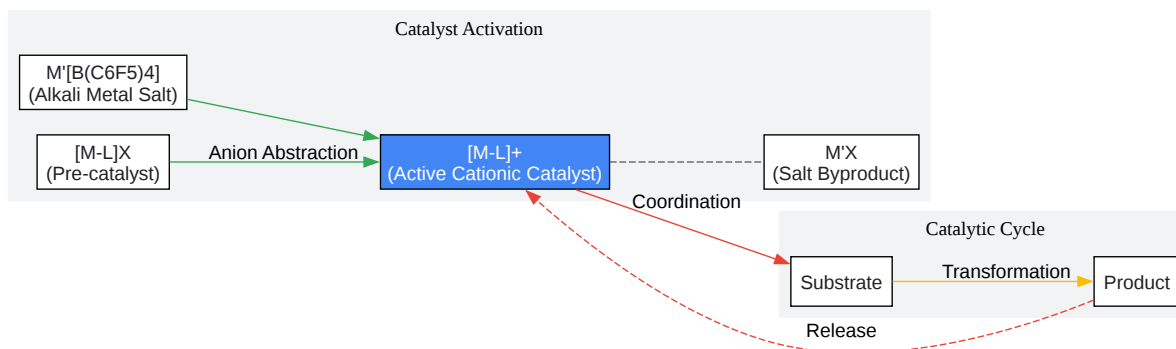 Catalyst Activation
M'[B(C6F5)4]
(Alkali Metal Salt)
[M-L]X
(Pre-catalyst)
Anion Abstraction
[M-L]+
(Active Cationic Catalyst)
M'X
(Salt Byproduct)
Coordination
Catalytic Cycle
Substrate
Transformation
Product
Release